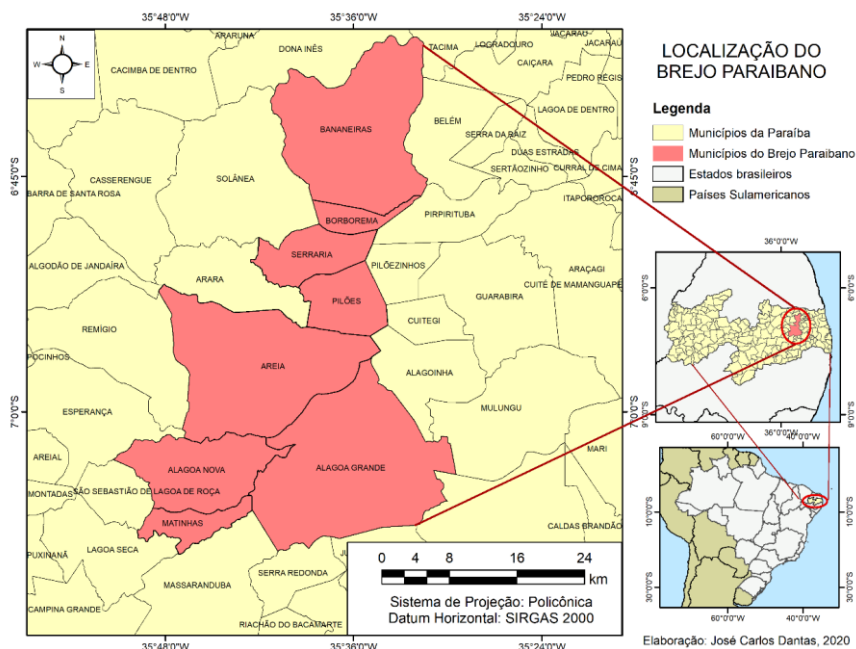 35°48'0"W
35°36'0"W
35°24'0"W
N
W
E
S
ARARUNA
DONA INÊS
TACIMA
LOGRADOURO
JACARAÚ
JACARAÚ
CACIMBA DE DENTRO
CAIÇARA
PEDRO RÉGIS
BANANEIRAS
BELÉM
LAGOA DE DENTRO
SERRA DA RAIZ
DUAS ESTRADAS
SERTÃOZINHO
CURRAL DE CIMA
CASSERENGUE
SOLÂNEA
BARRA DE SANTA ROSA
ITAPOROROCA
BORBOREMA
PIRPIRITUBA
SERRARIA
PILÕEZINHOS
ALGODÃO DE JANDAÍRA
ARARA
ARAÇAGI
CUITÉ DE MAMANGUAPE
PILÕES
GUARABIRA
CUITEGI
REMÍGIO
POCINHOS
AREIA
ALAGOINHA
ESPERANÇA
MULUNGU
AREIAL
MARI
ALAGOA NOVA
ALAGOA GRANDE
MONTADAS
SÃO SEBASTIÃO DE LAGOA DE ROÇA
MATINHAS
CALDAS BRANDÃO
PUXINANÃ
LAGOA SECA
SERRA REDONDA
MASSARANDUBA
CAMPINA GRANDE
RIACHÃO DO BACAMARTE
6°45'0"S
6°45'0"S
7°0'0"S
7°0'0"S
0 4 8 16 24
km
Sistema de Projeção: Policônica
Datum Horizontal: SIRGAS 2000
35°48'0"W
35°36'0"W
35°24'0"W
LOCALIZAÇÃO DO
BREJO PARAIBANO
Legenda
Municípios da Paraíba
Municípios do Brejo Paraibano
Estados brasileiros
Países Sulamericanos
36°0'0"W
6°0'0"S
6°0'0"S
9°0'0"S
9°0'0"S
36°0'0"W
60°0'0"W
40°0'0"W
10°0'0"S
10°0'0"S
30°0'0"S
30°0'0"S
60°0'0"W
40°0'0"W
Elaboração: José Carlos Dantas, 2020